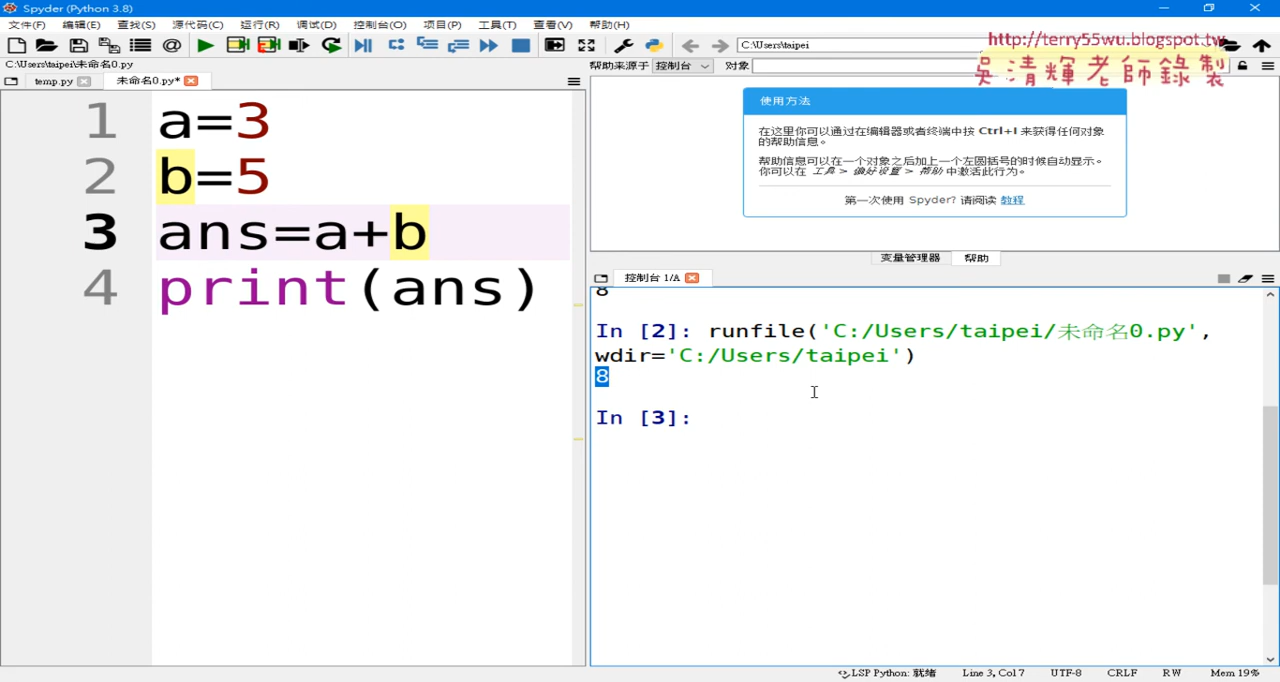 Spyder (Python 3.8)
文件(F) 编辑(E) 查找(S) 源代码(C) 运行(R) 调试(D) 控制台(O) 项目(P) 工具(T) 查看(V) 帮助(H)
C:\Users\taipei
http://terry55wu.blogspot.tw
吳清輝老師錄製
C:\Users\taipei\未命名0.py
帮助来源于 控制台 对象
temp.py 未命名0.py*
1 a=3
2 b=5
3 ans=a+b
4 print(ans)
使用方法
在这里你可以通过在编辑器或者终端中按 Ctrl+I 来获得任何对象
的帮助信息。
帮助信息可以在一个对象之后加上一个左圆括号的时候自动显示。
你可以在 工具 > 偏好设置 > 帮助 中激活此行为。
第一次使用 Spyder? 请阅读 教程
变量管理器 帮助
控制台 1/A
8
In [2]: runfile('C:/Users/taipei/未命名0.py',
wdir='C:/Users/taipei')
8
In [3]:
LSP Python: 就绪 Line 3, Col 7 UTF-8 CRLF RW Mem 19%